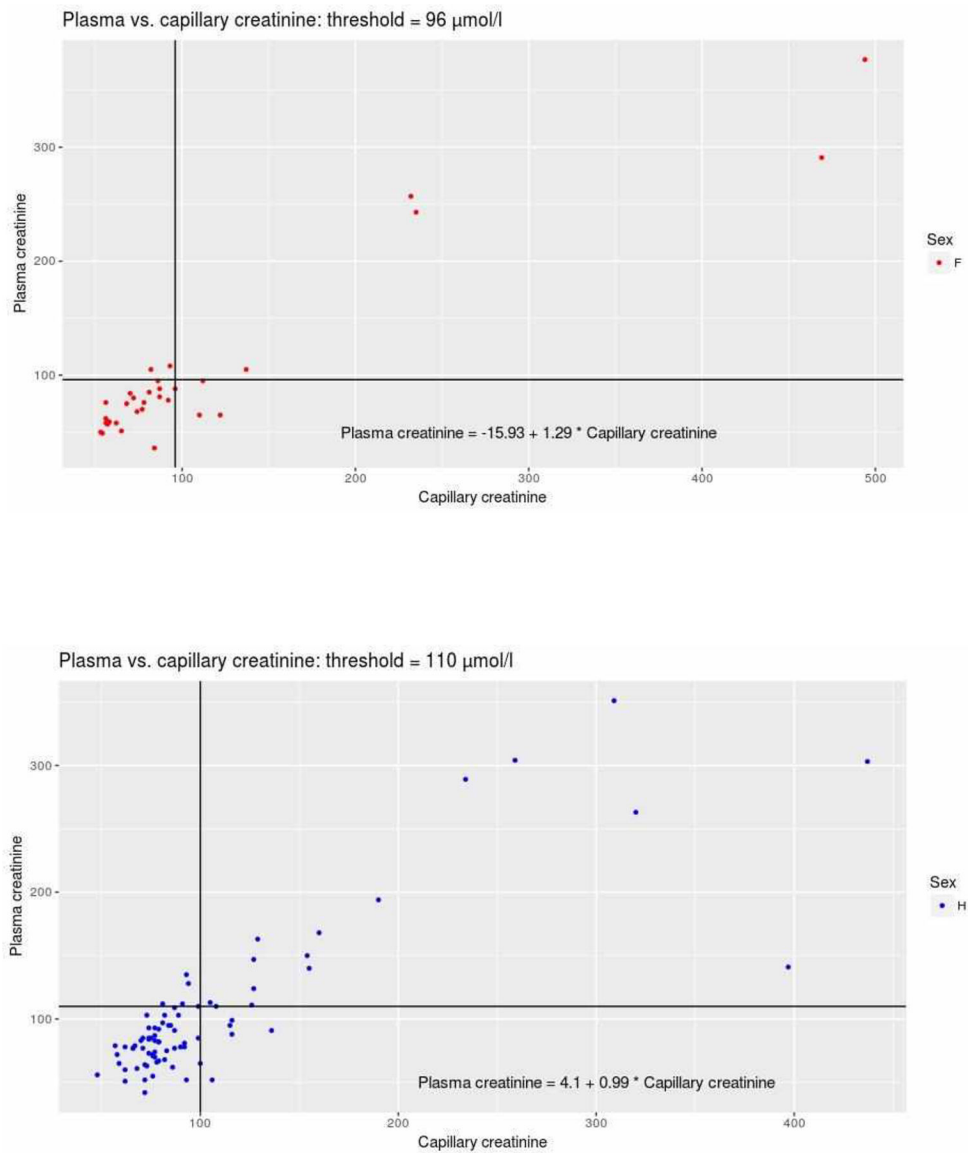 Plasma vs. capillary creatinine: threshold = 96 µmol/l
300
200
100
Plasma creatinine
Sex
F
Plasma creatinine = -15.93 + 1.29 * Capillary creatinine
100 200 300 400 500
Capillary creatinine
Plasma vs. capillary creatinine: threshold = 110 µmol/l
300
200
100
Plasma creatinine
Sex
H
Plasma creatinine = 4.1 + 0.99 * Capillary creatinine
100 200 300 400
Capillary creatinine